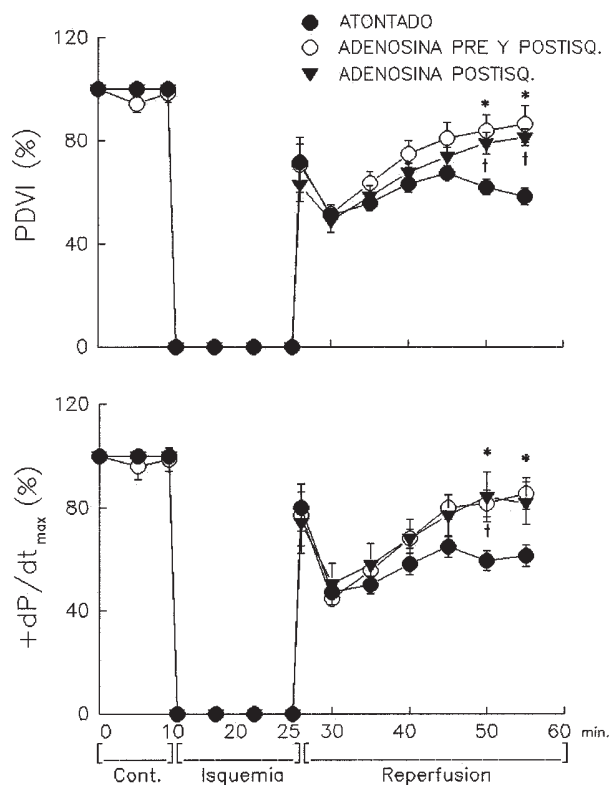 ATONTADO
ADENOSINA PRE Y POSTISQ.
ADENOSINA POSTISQ.
120
80
40
0
PDVI (%)
* *
† †
120
80
40
0
+dP/dtmax (%)
* *
†
0 10 20 25 30 40 50 60 min.
Cont. Isquemia Reperfusion